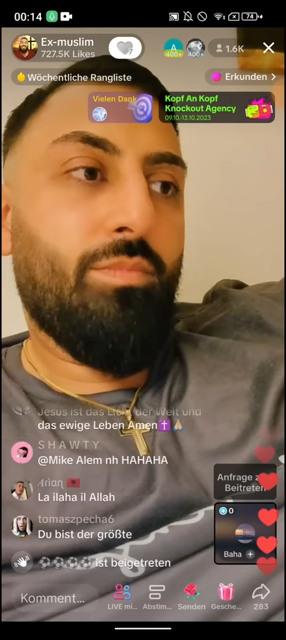 00:14
74
Ex-muslim
727.5K Likes
400+
400+
1.6K
Wöchentliche Rangliste
Erkunden >
Vielen Dank
Kopf An Kopf
Knockout Agency
09.10-13.10.2023
Jesus ist das Licht der Welt und
das ewige Leben Amen✝️🙏🏼
S H A W T Y
@Mike Alem nh HAHAHA
La ilaha il Allah
tomaszpecha6
Du bist der größte
⚽⚽⚽⚽ ist beigetreten
0
Beitreten
Baha +
Komment...
LIVE mi...
Abstim...
Senden
Gesche...
283